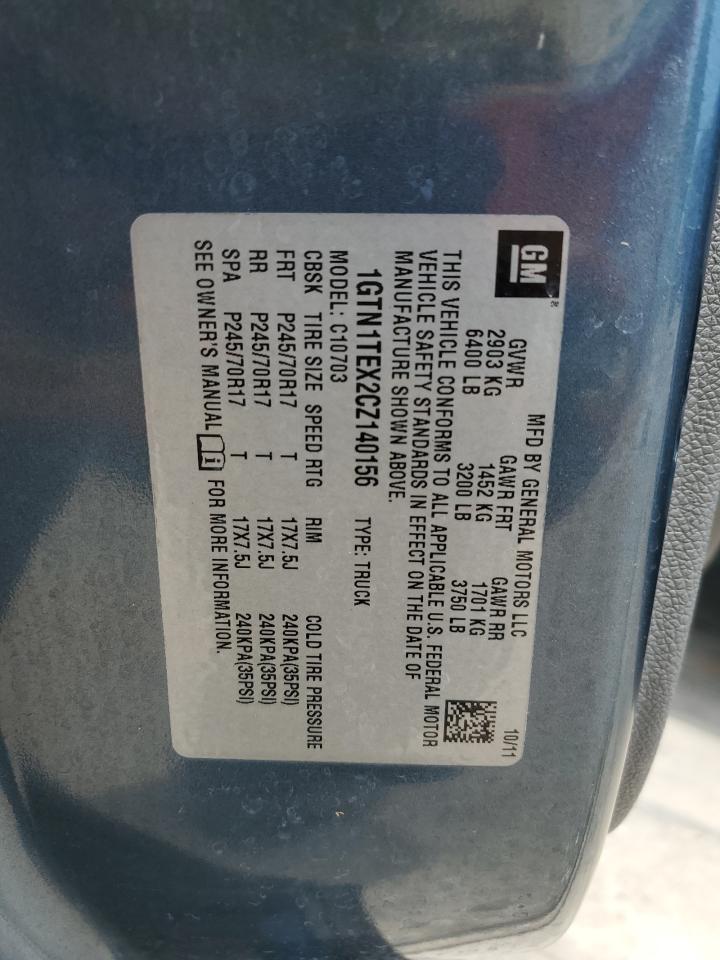 GM
MFD BY GENERAL MOTORS LLC 10/11
GVWR GAWR FRT GAWR RR
2903 KG 1452 KG 1701 KG
6400 LB 3200 LB 3750 LB
THIS VEHICLE CONFORMS TO ALL APPLICABLE U.S. FEDERAL MOTOR
VEHICLE SAFETY STANDARDS IN EFFECT ON THE DATE OF
MANUFACTURE SHOWN ABOVE.
1GTN1TEX2CZ140156 TYPE: TRUCK
MODEL: C10703
CBSK TIRE SIZE SPEED RTG RIM COLD TIRE PRESSURE
FRT P245/70R17 T 17X7.5J 240KPA(35PSI)
RR P245/70R17 T 17X7.5J 240KPA(35PSI)
SPA P245/70R17 T 17X7.5J 240KPA(35PSI)
SEE OWNER'S MANUAL i FOR MORE INFORMATION.